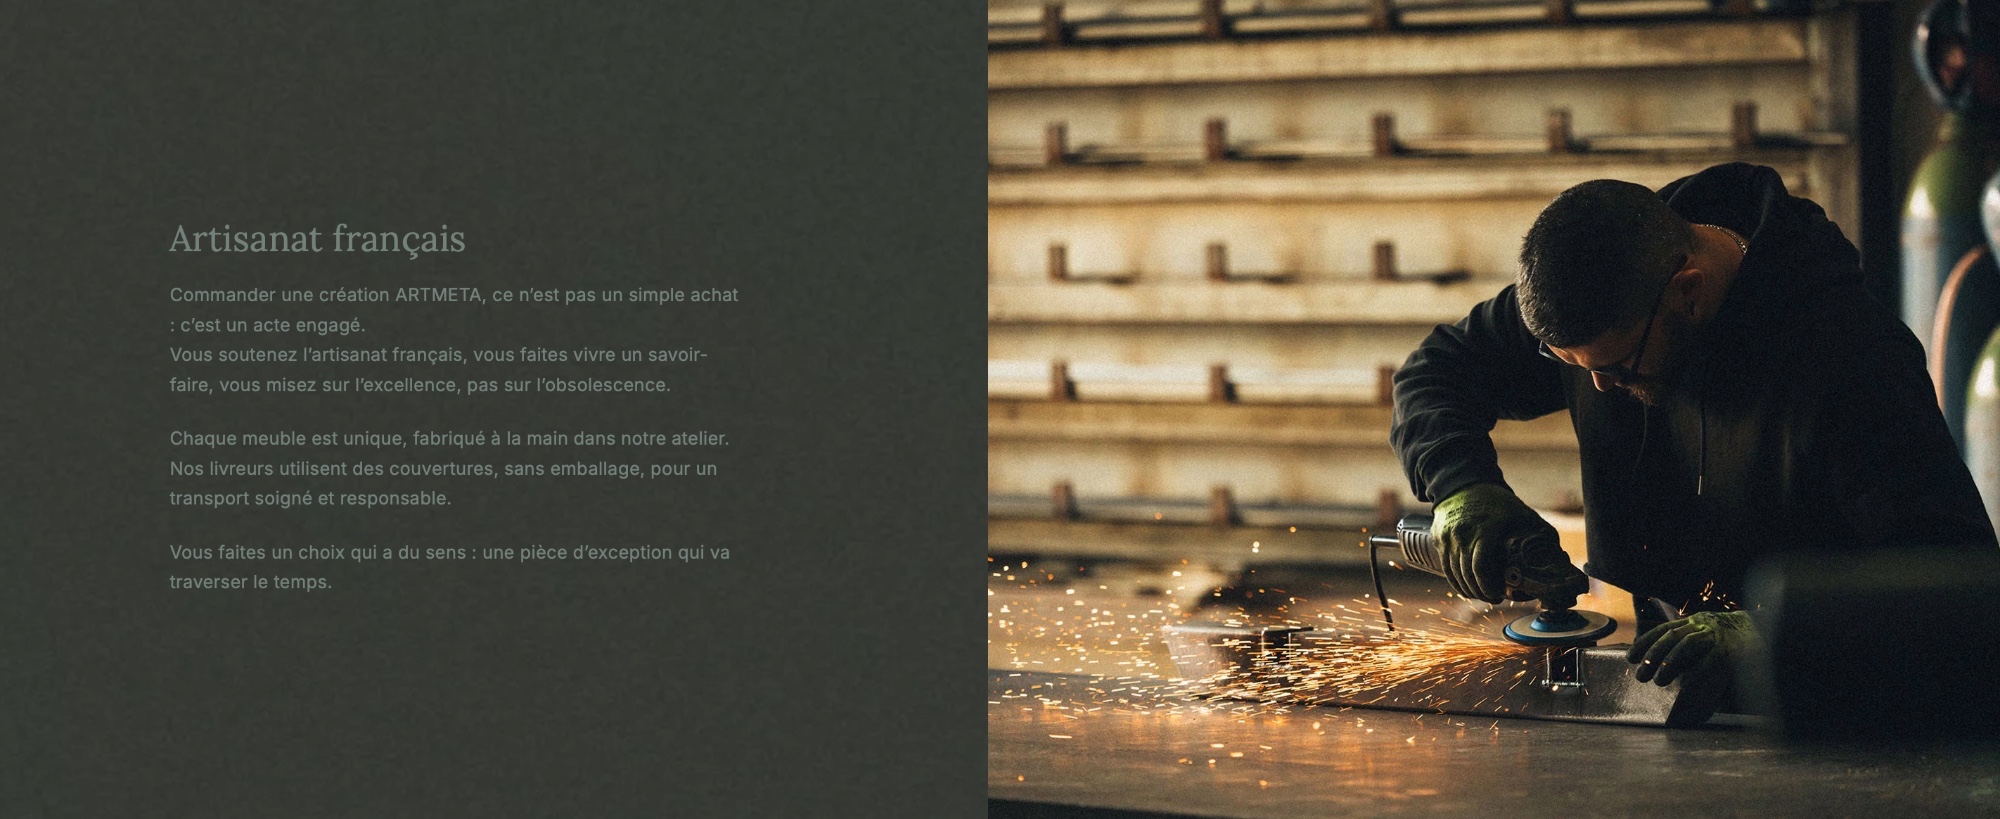 Artisanat français
Commander une création ARTMETA, ce n’est pas un simple achat
: c’est un acte engagé.
Vous soutenez l’artisanat français, vous faites vivre un savoir-
faire, vous misez sur l’excellence, pas sur l’obsolescence.
Chaque meuble est unique, fabriqué à la main dans notre atelier.
Nos livreurs utilisent des couvertures, sans emballage, pour un
transport soigné et responsable.
Vous faites un choix qui a du sens : une pièce d’exception qui va
traverser le temps.